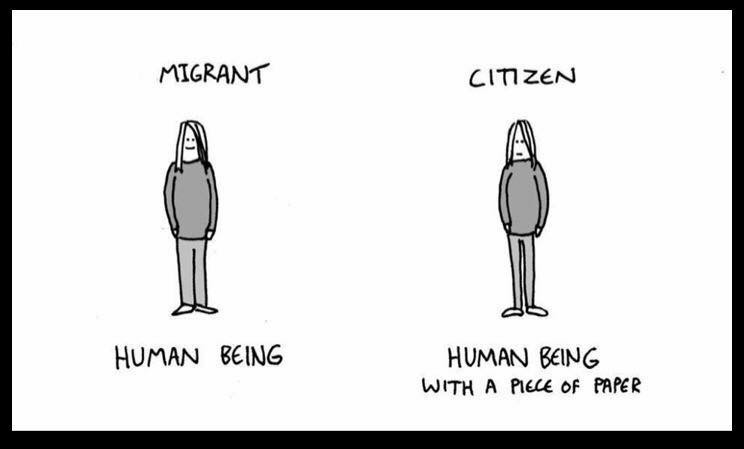 MIGRANT
CITIZEN
HUMAN BEING
HUMAN BEING
WITH A PIECE OF PAPER